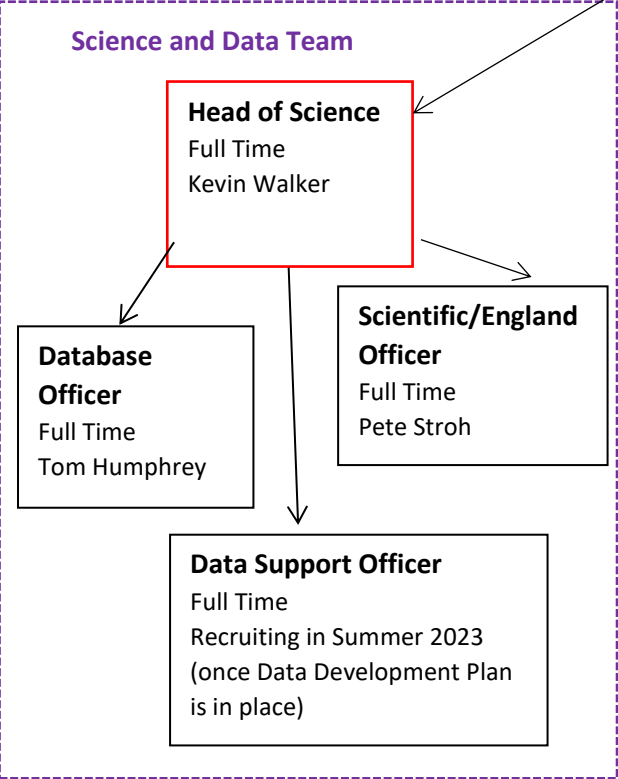 Science and Data Team
Head of Science
Full Time
Kevin Walker
Scientific/England
Officer
Full Time
Pete Stroh
Database
Officer
Full Time
Tom Humphrey
Data Support Officer
Full Time
Recruiting in Summer 2023
(once Data Development Plan
is in place)